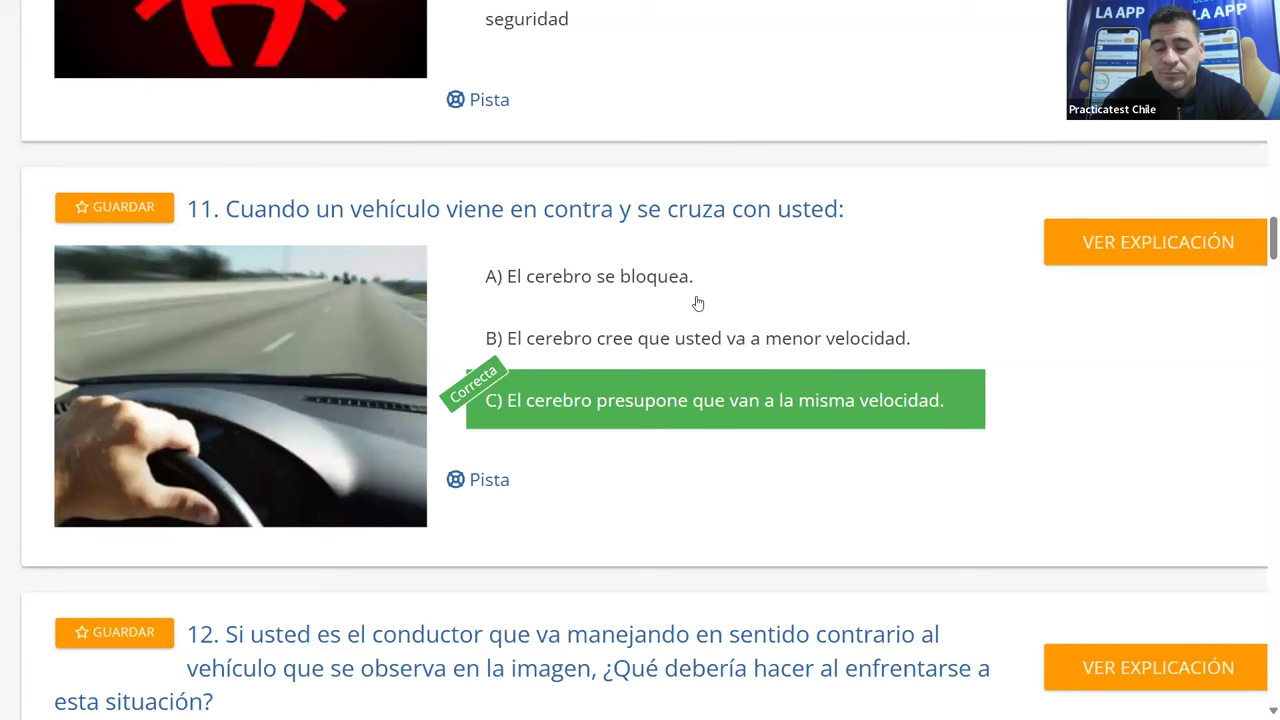 seguridad
LA APP
LA APP
Pista
Practicatest Chile
GUARDAR
11. Cuando un vehículo viene en contra y se cruza con usted:
VER EXPLICACIÓN
A) El cerebro se bloquea.
B) El cerebro cree que usted va a menor velocidad.
Correcta
C) El cerebro presupone que van a la misma velocidad.
Pista
GUARDAR
12. Si usted es el conductor que va manejando en sentido contrario al
vehículo que se observa en la imagen, ¿Qué debería hacer al enfrentarse a
esta situación?
VER EXPLICACIÓN